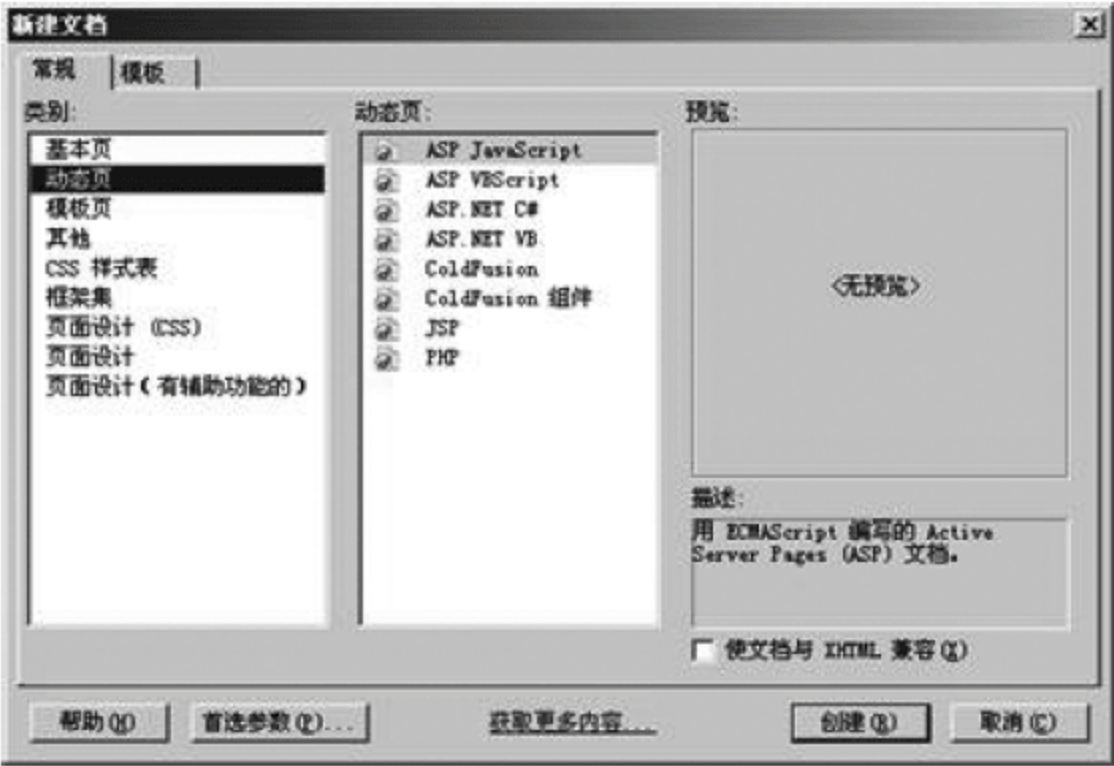 新建文档
常规
模板
类别:
基本页
动态页
模板页
其他
CSS 样式表
框架集
页面设计 (CSS)
页面设计
页面设计(有辅助功能的)
动态页:
ASP JavaScript
ASP VBScript
ASP.NET C#
ASP.NET VB
ColdFusion
ColdFusion 组件
JSP
PHP
预览:
<无预览>
描述:
用 ECMAScript 编写的 Active
Server Pages (ASP) 文档。
使文档与 XHTML 兼容(X)
帮助(H)
首选参数(P)...
获取更多内容...
创建(R)
取消(C)